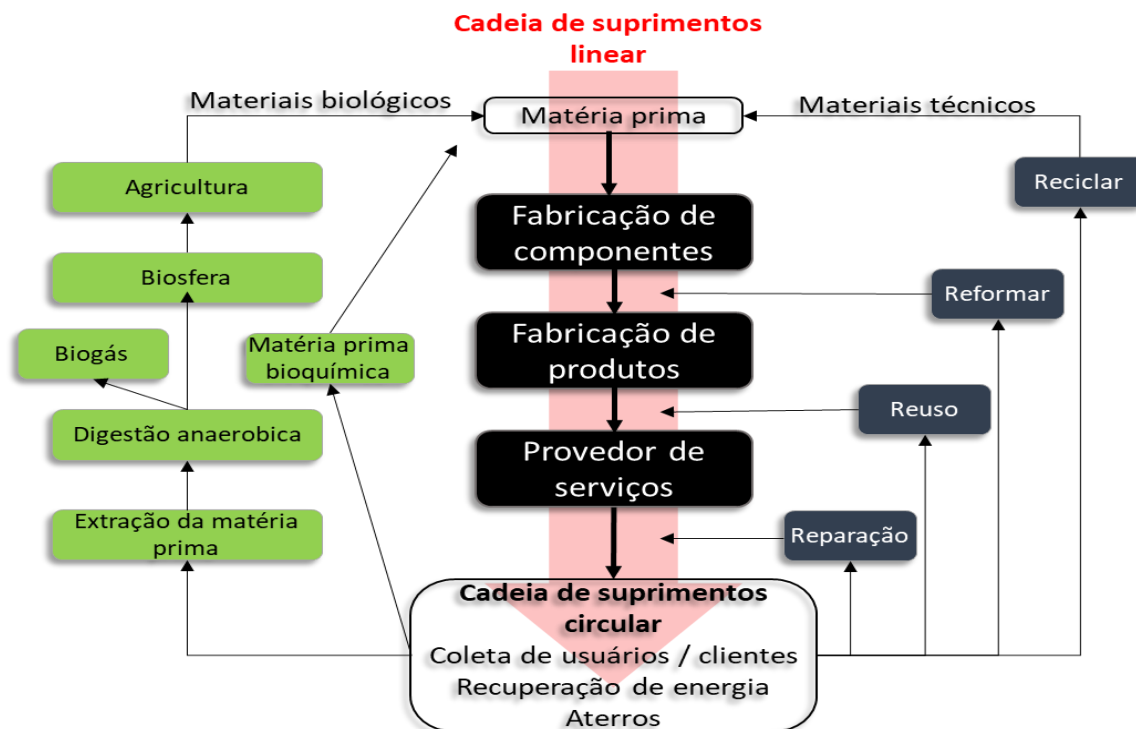 Cadeia de suprimentos
linear
Materiais biológicos
Matéria prima
Materiais técnicos
Agricultura
Reciclar
Fabricação de
componentes
Biosfera
Reformar
Fabricação de
produtos
Biogás
Matéria prima
bioquímica
Reuso
Digestão anaerobica
Provedor de
serviços
Extração da matéria
prima
Reparação
Cadeia de suprimentos
circular
Coleta de usuários / clientes
Recuperação de energia
Aterros